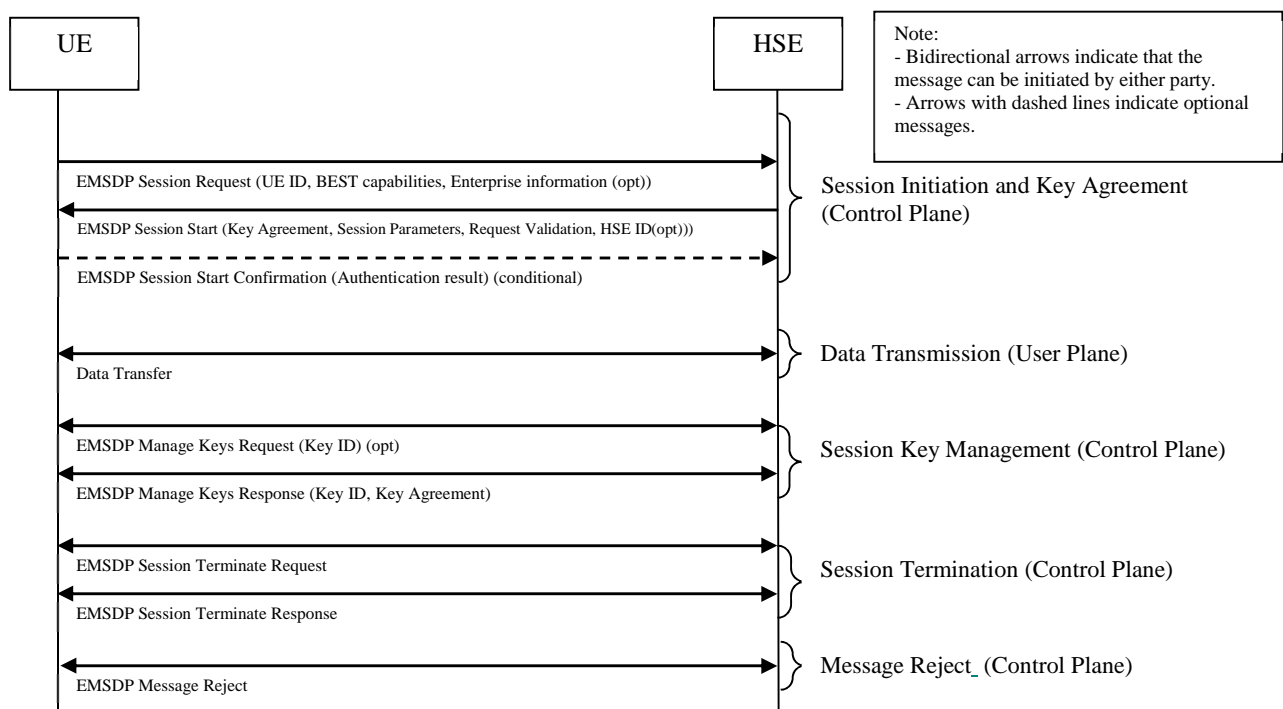 UE
HSE
Note:
- Bidirectional arrows indicate that the
message can be initiated by either party.
- Arrows with dashed lines indicate optional
messages.
EMSDP Session Request (UE ID, BEST capabilities, Enterprise information (opt))
EMSDP Session Start (Key Agreement, Session Parameters, Request Validation, HSE ID(opt)))
EMSDP Session Start Confirmation (Authentication result) (conditional)
Session Initiation and Key Agreement
(Control Plane)
Data Transfer
Data Transmission (User Plane)
EMSDP Manage Keys Request (Key ID) (opt)
EMSDP Manage Keys Response (Key ID, Key Agreement)
Session Key Management (Control Plane)
EMSDP Session Terminate Request
EMSDP Session Terminate Response
Session Termination (Control Plane)
EMSDP Message Reject
Message Reject  (Control Plane)